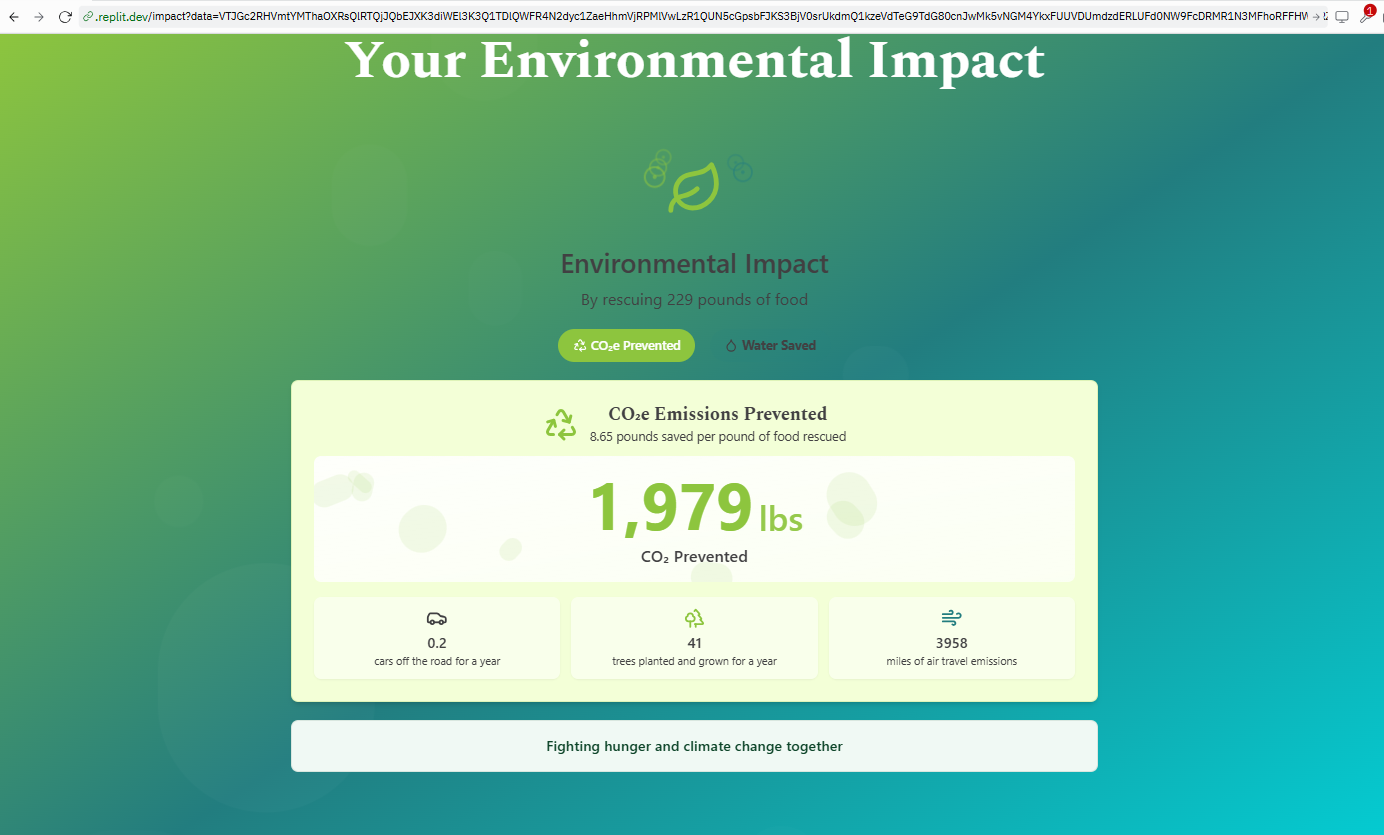 .replit.dev/impact?data=VTJGc2RHVmtYMThaOXRsQlRTQjJQbEJXK3diWEl3K3Q1TDlQWFR4N2dyc1ZaeHhmVjRPMlVwLzR1QUN5cGpsbFJKS3BjV0srUkdmQ1kzeVdTeG9TdG80cnJwMk5vNGM4YkxFUUVDUmdzdERLUFd0NW9FcDRMR1N3MFhoRFFHW
1
Your Environmental Impact
Environmental Impact
By rescuing 229 pounds of food
CO₂e Prevented
Water Saved
CO₂e Emissions Prevented
8.65 pounds saved per pound of food rescued
1,979 lbs
CO₂ Prevented
0.2
cars off the road for a year
41
trees planted and grown for a year
3958
miles of air travel emissions
Fighting hunger and climate change together